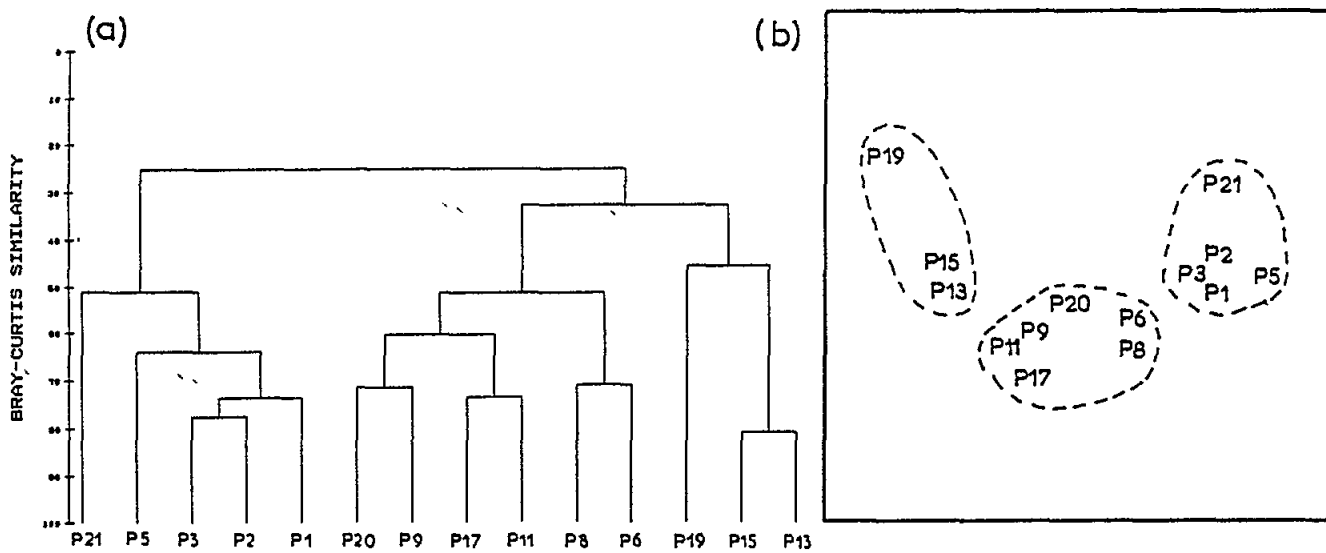 (a)
BRAY-CURTIS SIMILARITY
P21 P5 P3 P2 P1 P20 P9 P17 P11 P8 P6 P19 P15 P13
(b)
P19
P21
P2
P15
P3
P5
P13
P1
P20
P6
P9
P11
P8
P17